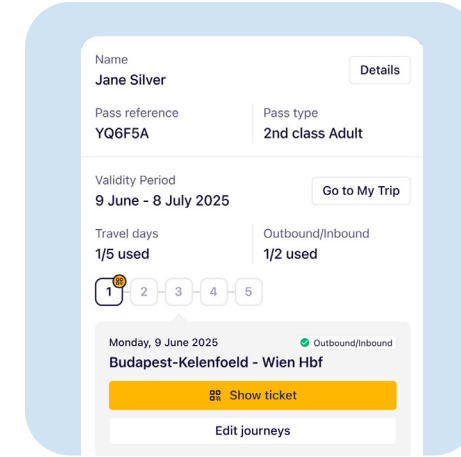 Name
Jane Silver
Details
Pass reference
YQ6F5A
Pass type
2nd class Adult
Validity Period
9 June - 8 July 2025
Go to My Trip
Travel days
1/5 used
Outbound/Inbound
1/2 used
1 2 3 4 5
Monday, 9 June 2025
Outbound/Inbound
Budapest-Kelenfoeld - Wien Hbf
Show ticket
Edit journeys